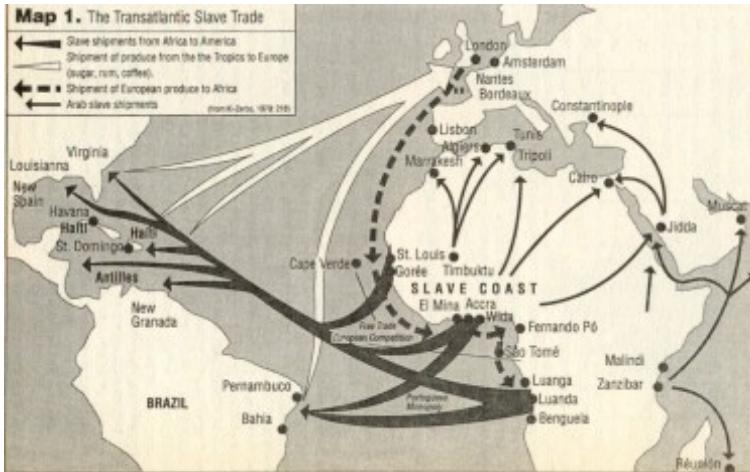 Map 1. The Transatlantic Slave Trade
Slave shipments from Africa to America
Shipment of produce from the the Tropics to Europe
(sugar, rum, coffee).
Shipment of European produce to Africa
Arab slave shipments
London
Amsterdam
Nantes
Bordeaux
Constantinople
Lisbon
Algiers
Tunis
Tripoli
Marrakesh
Cairo
Virginia
Louisianna
New
Spain
Havana
Haïti
Haïti
St. Domingo
Antilles
New
Granada
Cape Verde
St. Louis
Gorée
Timbuktu
SLAVE COAST
El Mina
Accra
Wida
Free Trade
European Competition
Fernando Pó
São Tomé
Jidda
Muscat
Malindi
Zanzibar
Luanga
Luanda
Benguela
Portuguese
Monopoly
Pernambuco
BRAZIL
Bahia
Réunion